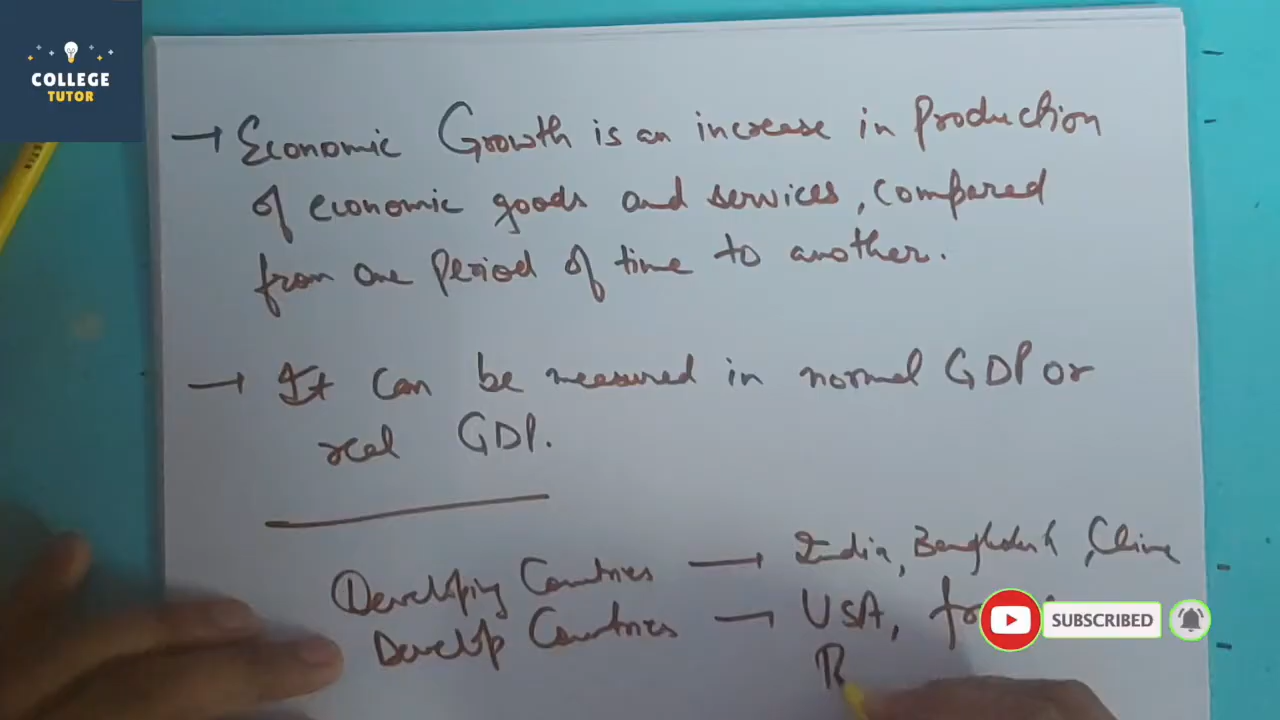 COLLEGE
TUTOR
→ Economic Growth is an increase in production
of economic goods and services, compared
from one period of time to another.
→ It can be measured in normal GDP or
real GDP.
Developing Countries → India, Bangladesh, China
Develop Countries → USA,
SUBSCRIBED